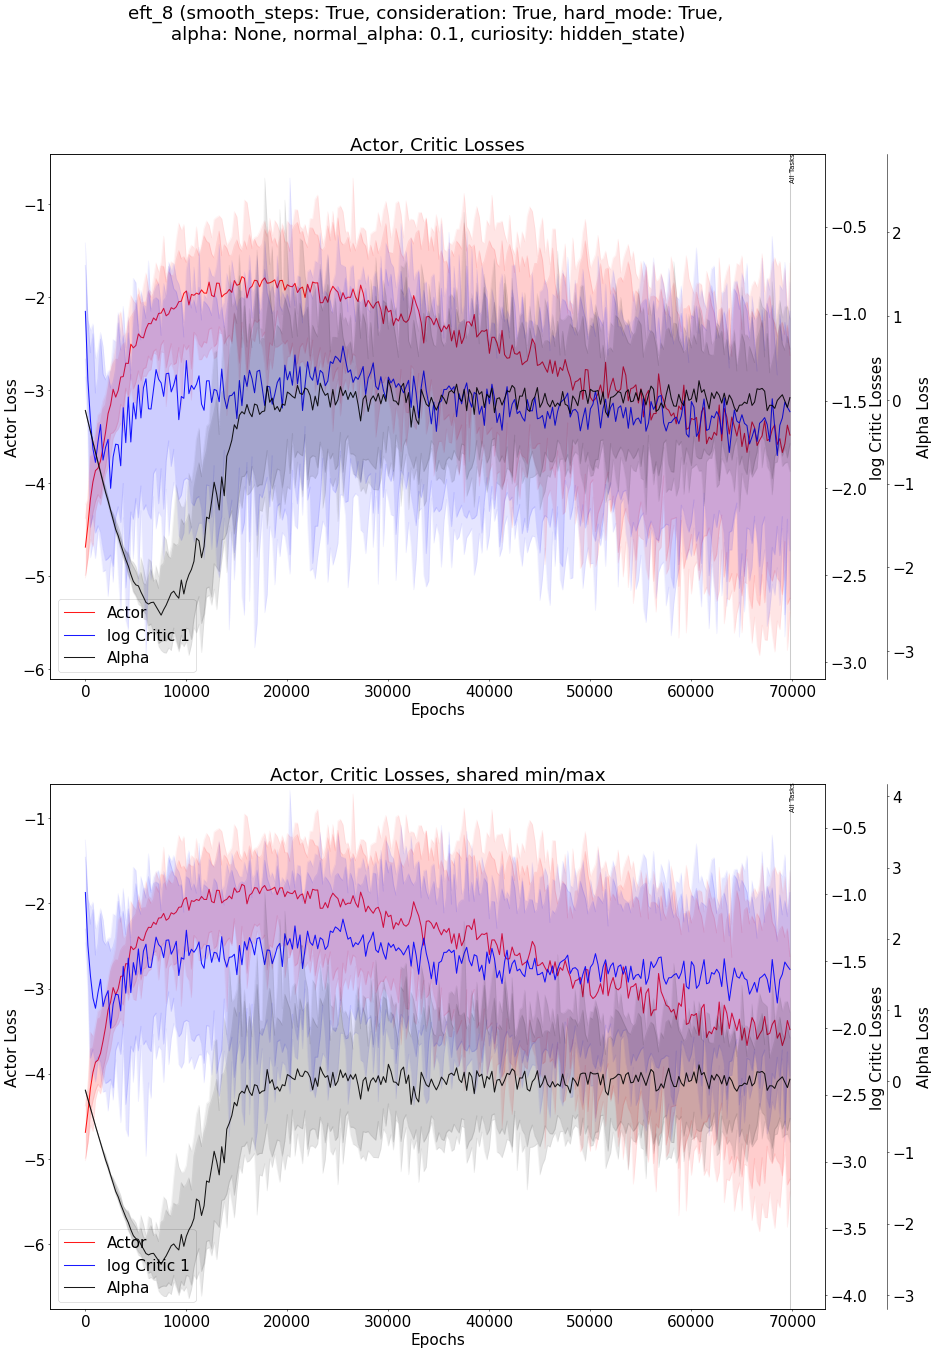 eft_8 (smooth_steps: True, consideration: True, hard_mode: True,
alpha: None, normal_alpha: 0.1, curiosity: hidden_state)
Actor, Critic Losses
All Tasks
−1
−2
−3
−4
−5
−6
Actor Loss
−0.5
−1.0
−1.5
−2.0
−2.5
−3.0
log Critic Losses
2
1
0
−1
−2
−3
Alpha Loss
Actor
log Critic 1
Alpha
0 10000 20000 30000 40000 50000 60000 70000
Epochs
Actor, Critic Losses, shared min/max
All Tasks
−1
−2
−3
−4
−5
−6
Actor Loss
−0.5
−1.0
−1.5
−2.0
−2.5
−3.0
−3.5
−4.0
log Critic Losses
4
3
2
1
0
−1
−2
−3
Alpha Loss
Actor
log Critic 1
Alpha
0 10000 20000 30000 40000 50000 60000 70000
Epochs